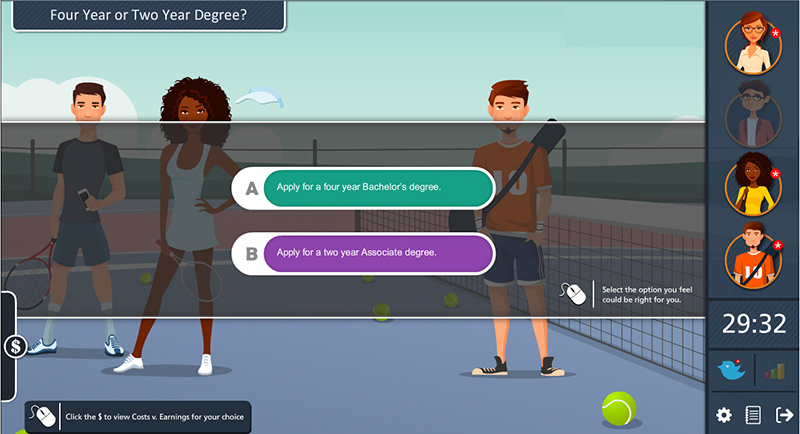 Four Year or Two Year Degree?
A Apply for a four year Bachelor's degree.
B Apply for a two year Associate degree.
Select the option you feel
could be right for you.
10
10
29:32
$
Click the $ to view Costs v. Earnings for your choice